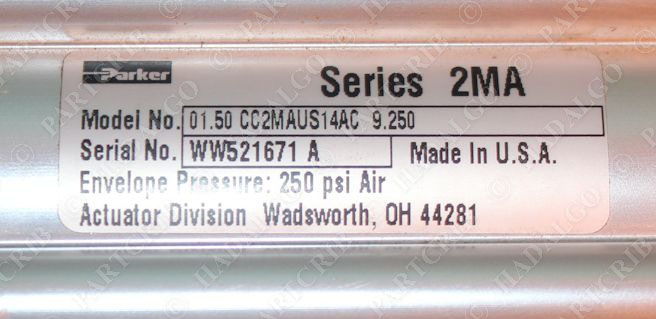 Parker Series 2MA
Model No. 01.50 CC2MAUS14AC 9.250
Serial No. WW521671 A Made In U.S.A.
Envelope Pressure: 250 psi Air
Actuator Division Wadsworth, OH 44281